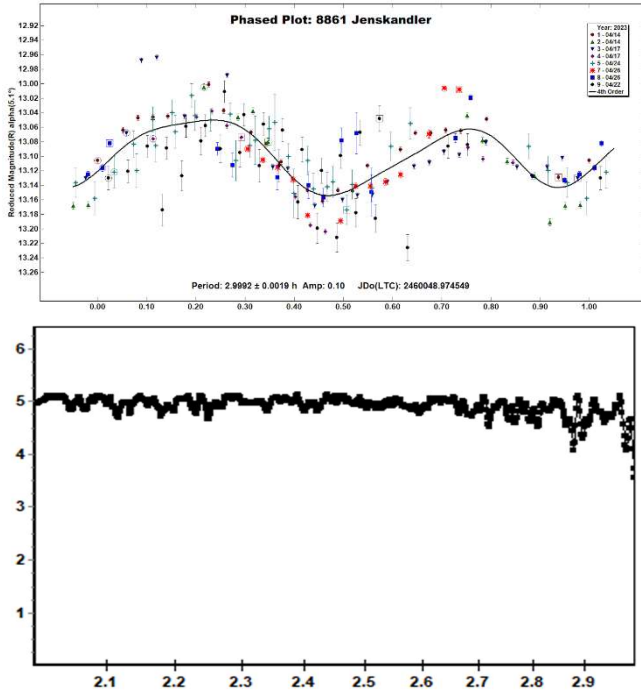 Phased Plot: 8861 Jenskandler
Reduced Magnitude(R) alpha(5.1°)
12.92
12.94
12.96
12.98
13.00
13.02
13.04
13.06
13.08
13.10
13.12
13.14
13.16
13.18
13.20
13.22
13.24
13.26
Year: 2023
1 - 04/14
2 - 04/14
3 - 04/17
4 - 04/17
5 - 04/24
7 - 04/26
8 - 04/26
9 - 04/22
4th Order
Period: 2.9992 ± 0.0019 h Amp: 0.10 JDo(LTC): 2460048.974549
0.00 0.10 0.20 0.30 0.40 0.50 0.60 0.70 0.80 0.90 1.00
6
5
4
3
2
1
2.1 2.2 2.3 2.4 2.5 2.6 2.7 2.8 2.9